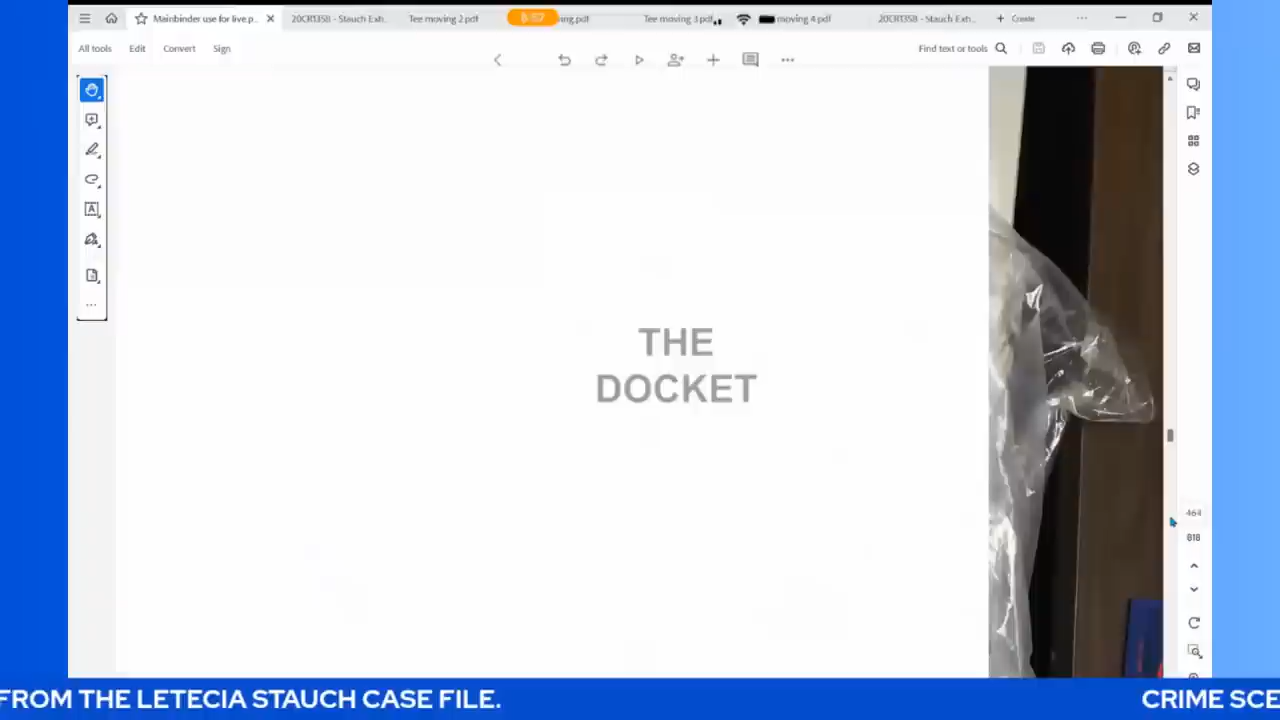 Mainbinder use for live.p...
20CR1358 - Stauch Exh...
Tee moving 2.pdf
ing.pdf
Tee moving 3.pdf
moving 4.pdf
20CR1358 - Stauch Exh...
Create
All tools
Edit
Convert
Sign
Find text or tools
THE
DOCKET
464
818
FROM THE LETECIA STAUCH CASE FILE.
CRIME SCE